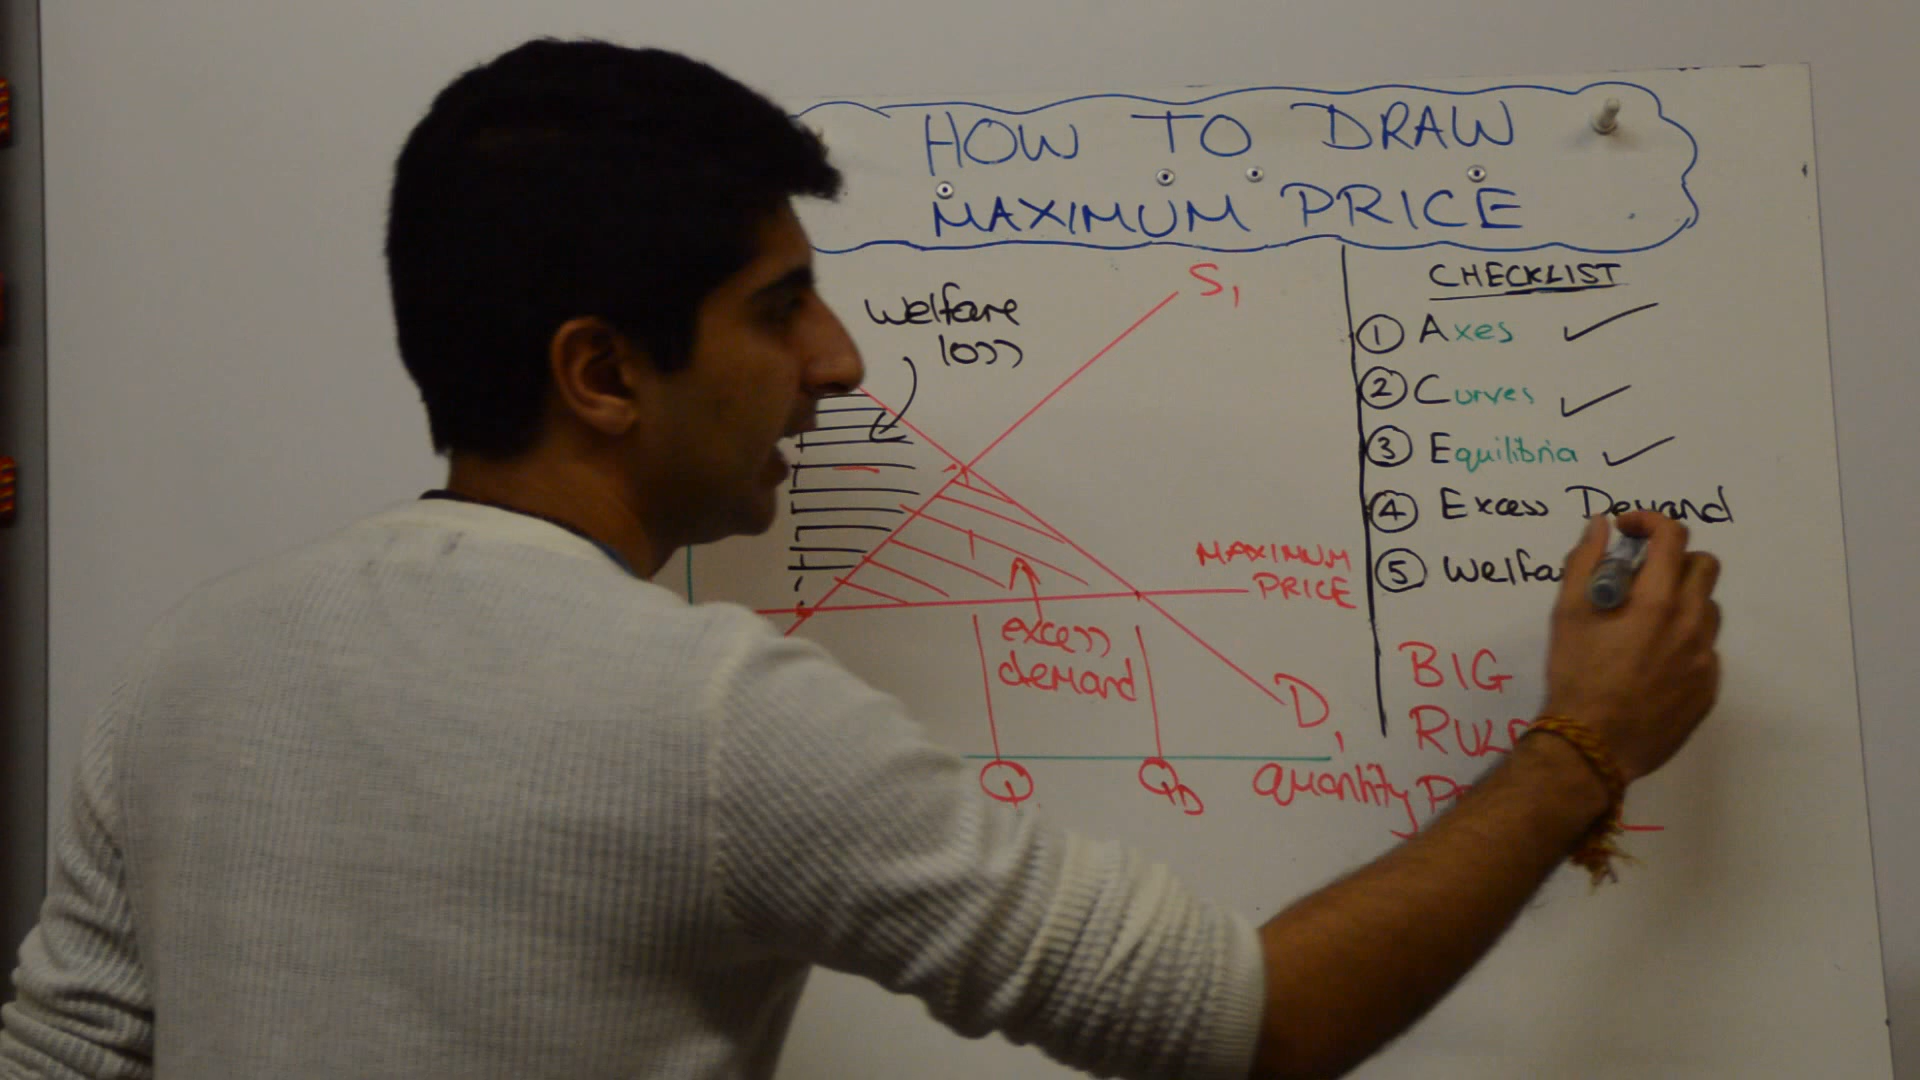 HOW TO DRAW
MAXIMUM PRICE
S1
Welfare
loss
MAXIMUM
PRICE
excess
demand
D1
Q
QD
quantity
CHECKLIST
① Axes ✓
② Curves ✓
③ Equilibria ✓
④ Excess Demand
⑤ Welfa
BIG